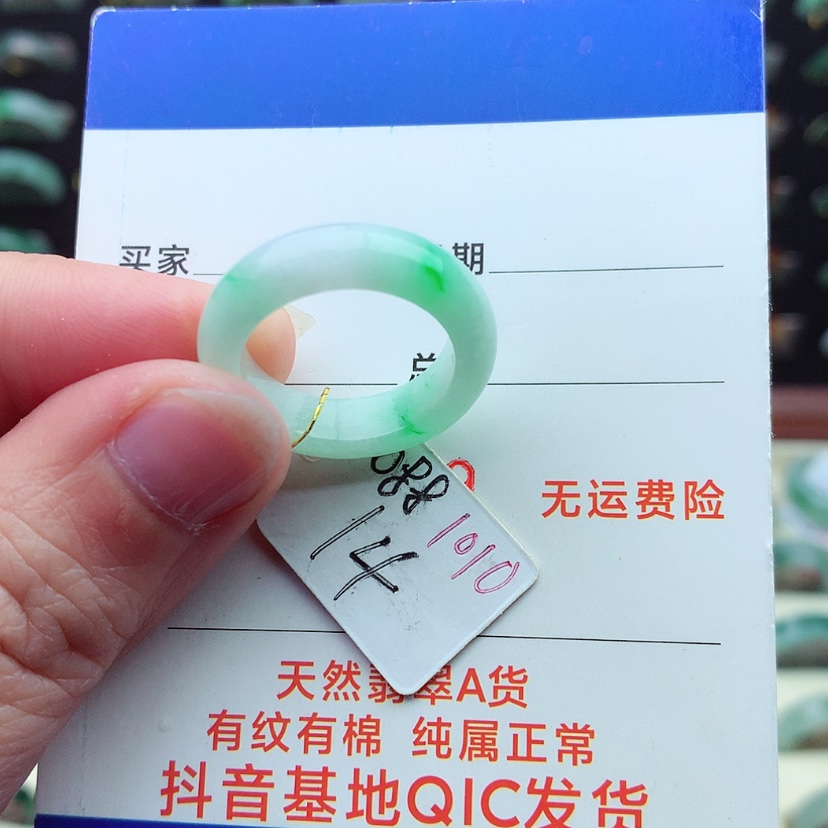 买家
期
总
088
无运费险
14
1010
天然翡翠A货
有纹有棉 纯属正常
抖音基地QIC发货